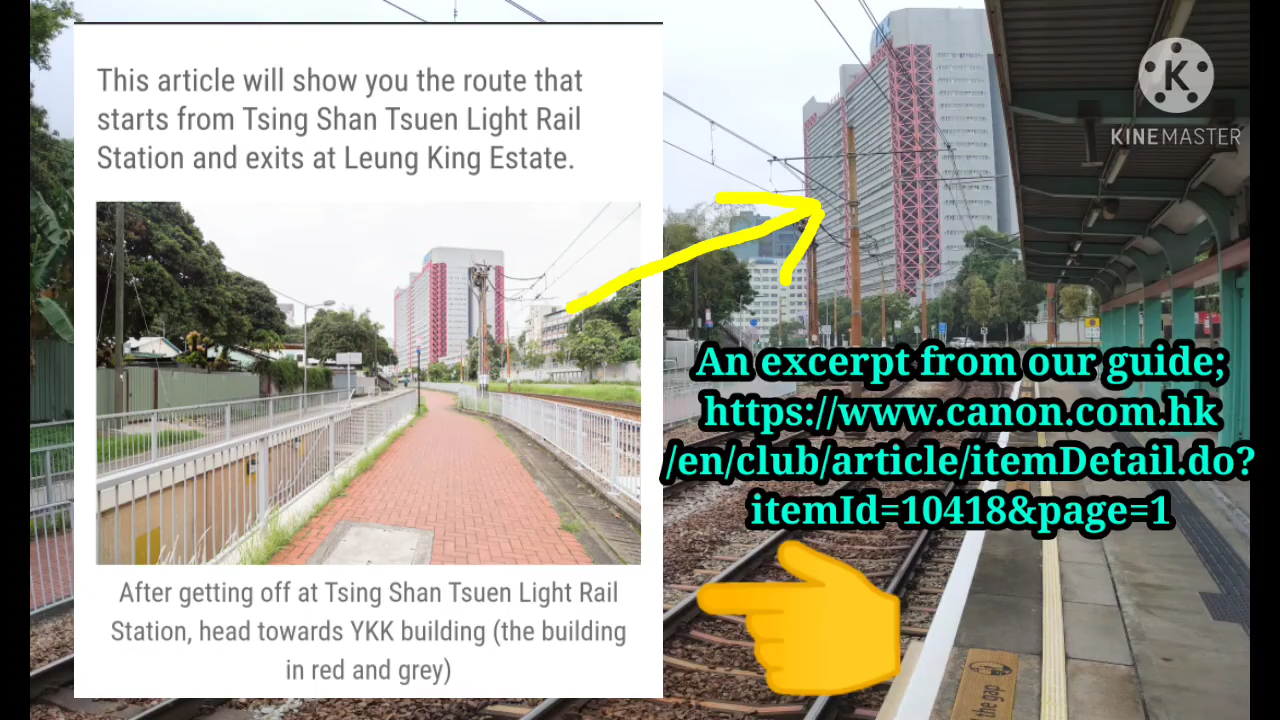 This article will show you the route that
starts from Tsing Shan Tsuen Light Rail
Station and exits at Leung King Estate.
After getting off at Tsing Shan Tsuen Light Rail
Station, head towards YKK building (the building
in red and grey)
K
KINEMASTER
An excerpt from our guide;
https://www.canon.com.hk
/en/club/article/itemDetail.do?
itemId=10418&page=1
the gap